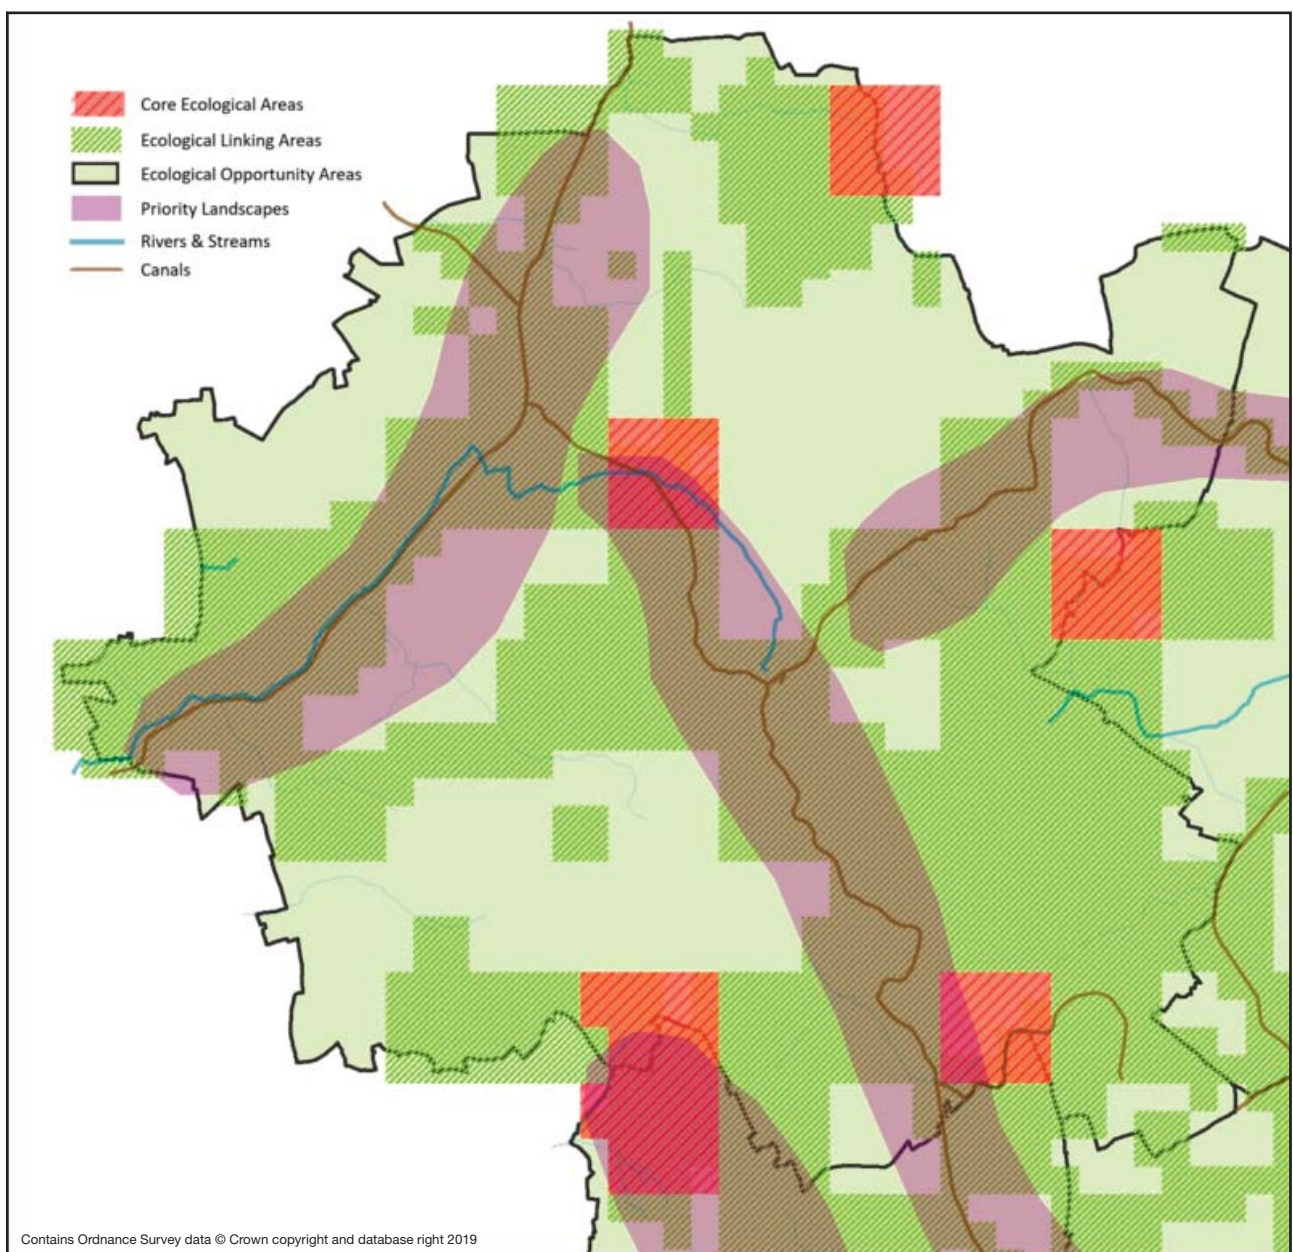 Core Ecological Areas
Ecological Linking Areas
Ecological Opportunity Areas
Priority Landscapes
Rivers & Streams
Canals
Contains Ordnance Survey data © Crown copyright and database right 2019